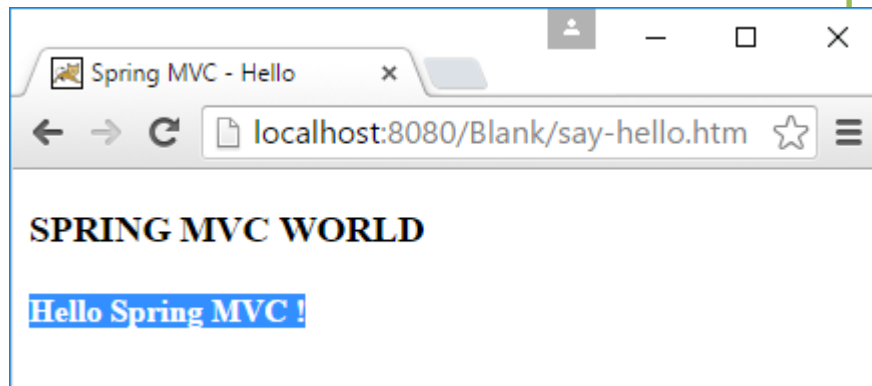 Spring MVC - Hello
localhost:8080/Blank/say-hello.htm
SPRING MVC WORLD
Hello Spring MVC !